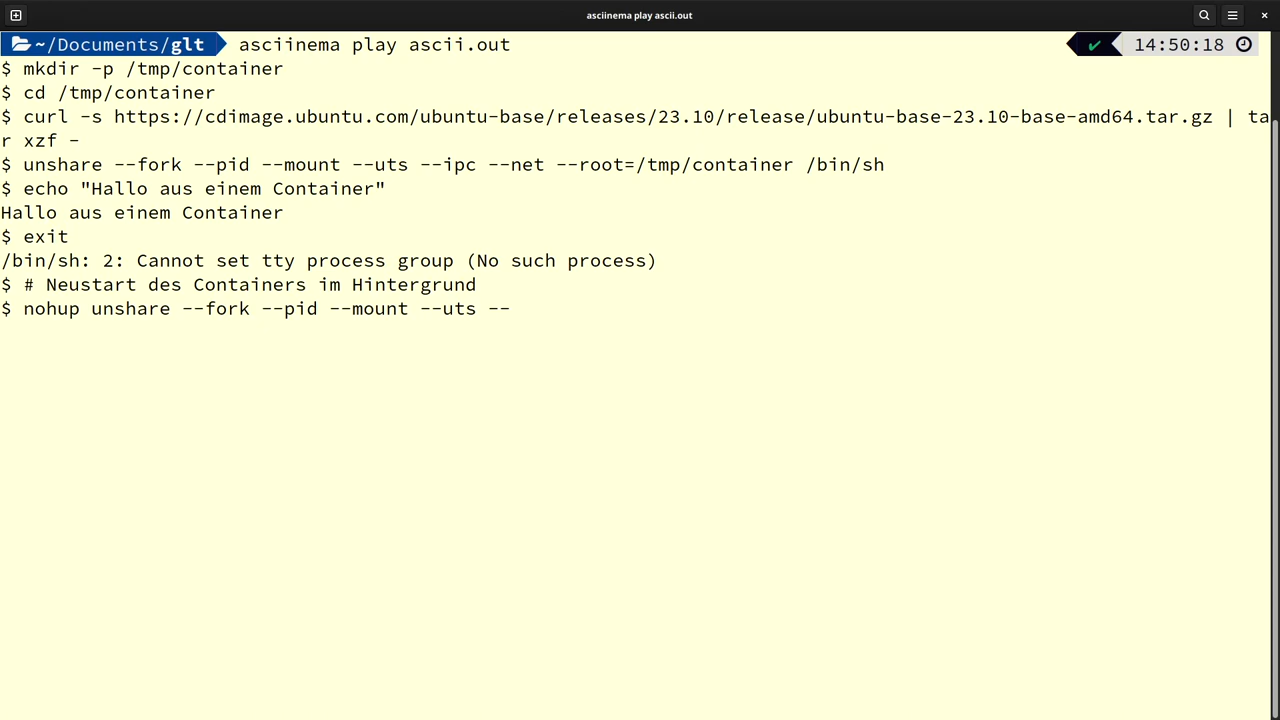 asciinema play ascii.out
~/Documents/glt asciinema play ascii.out 14:50:18
$ mkdir -p /tmp/container
$ cd /tmp/container
$ curl -s https://cdimage.ubuntu.com/ubuntu-base/releases/23.10/release/ubuntu-base-23.10-base-amd64.tar.gz | ta
r xzf -
$ unshare --fork --pid --mount --uts --ipc --net --root=/tmp/container /bin/sh
$ echo "Hallo aus einem Container"
Hallo aus einem Container
$ exit
/bin/sh: 2: Cannot set tty process group (No such process)
$ # Neustart des Containers im Hintergrund
$ nohup unshare --fork --pid --mount --uts --